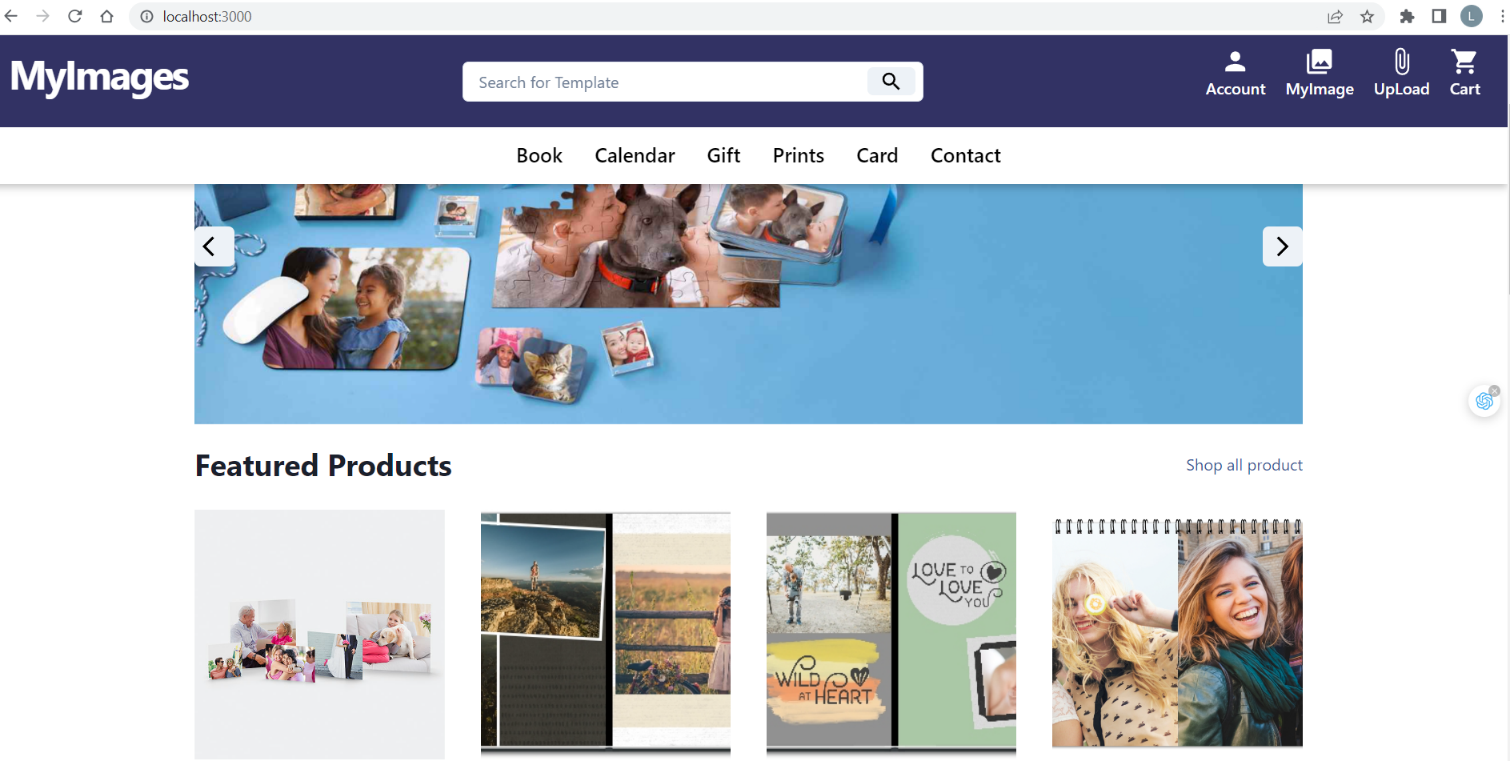 localhost:3000
L
MyImages
Search for Template
Account MyImage UpLoad Cart
Book Calendar Gift Prints Card Contact
Featured Products
Shop all product
LOVE TO
LOVE
YOU
WILD
AT HEART